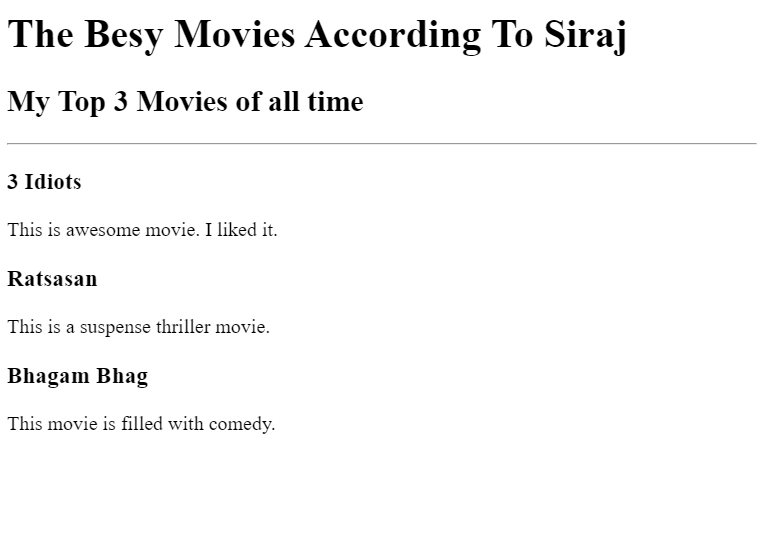 The Besy Movies According To Siraj
My Top 3 Movies of all time
3 Idiots
This is awesome movie. I liked it.
Ratsasan
This is a suspense thriller movie.
Bhagam Bhag
This movie is filled with comedy.